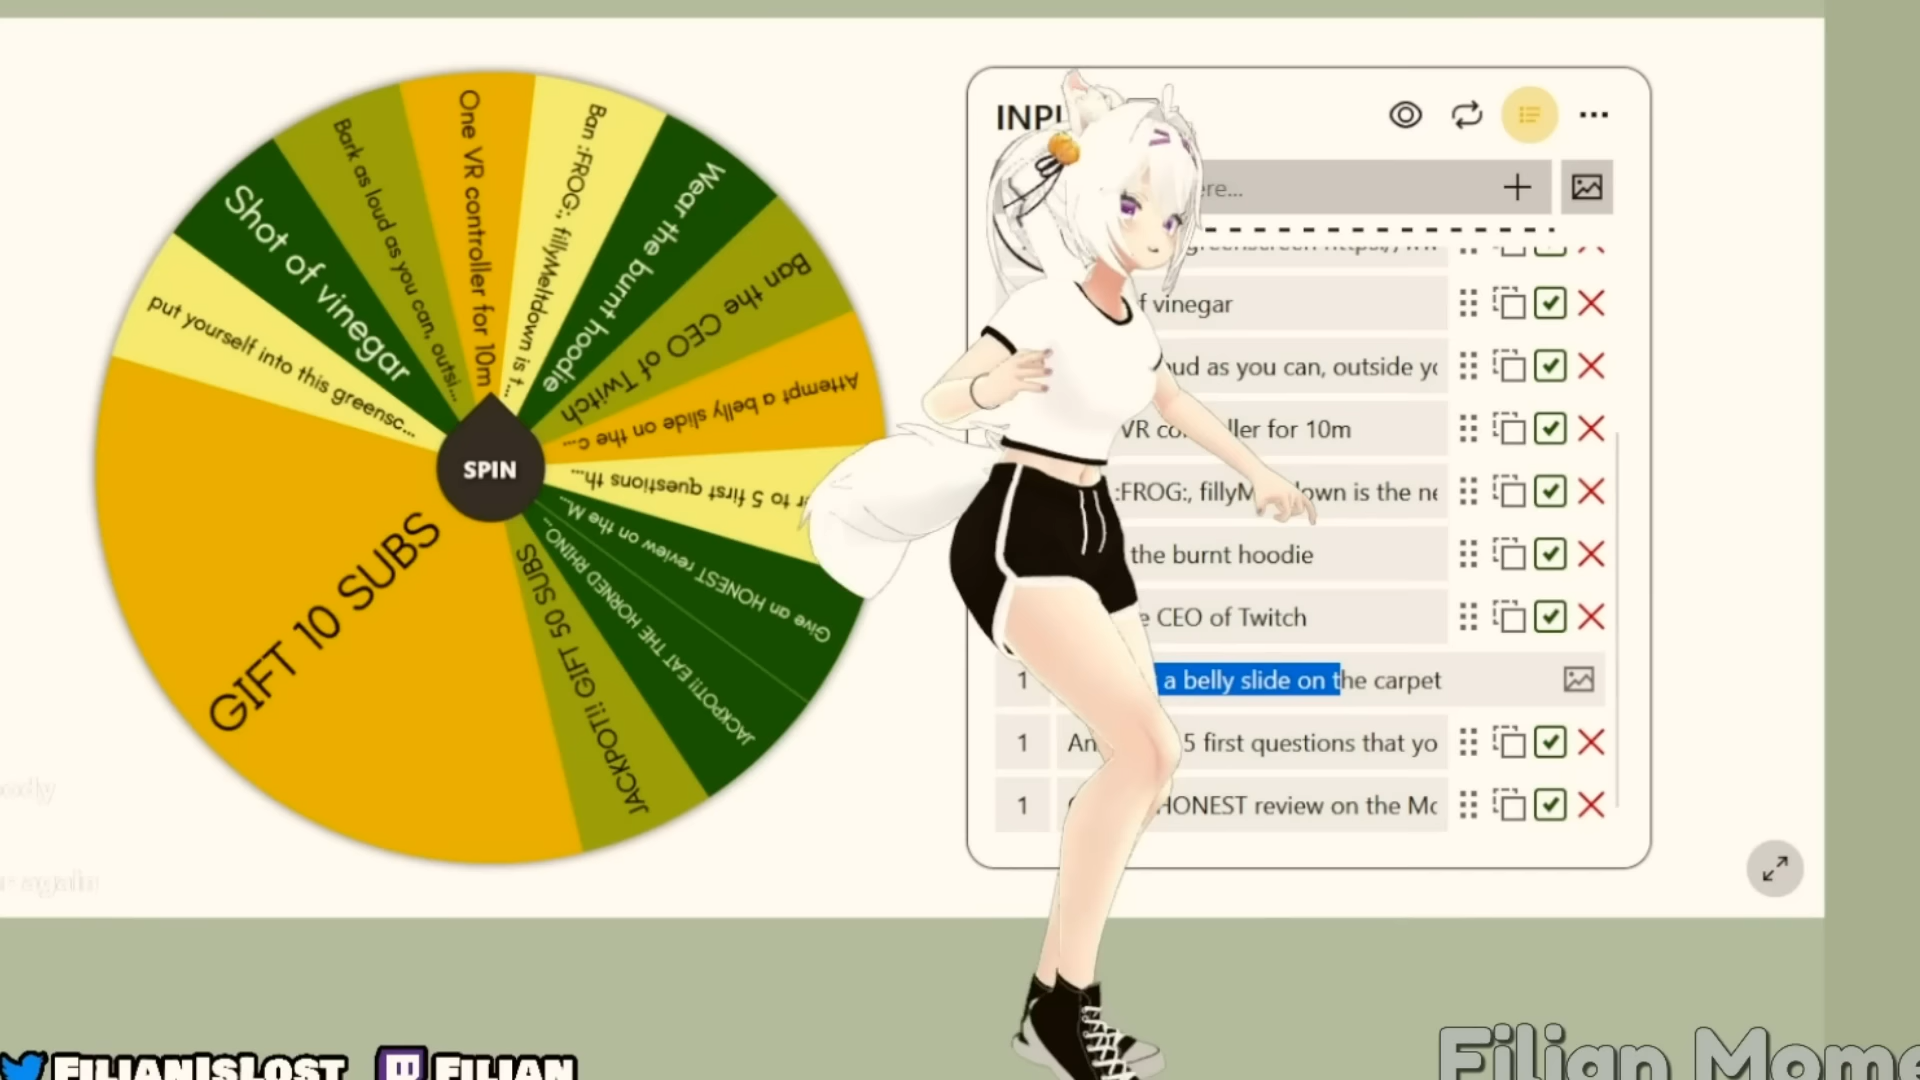 Shot of vinegar
Bark as loud as you can, outsi...
One VR controller for 10m
Ban :FROG:, fillyMeltdown is t...
Wear the burnt hoodie
Ban the CEO of Twitch
Attempt a belly slide on the c...
r to 5 first questions th...
Give an HONEST review on the M...
JACKPOT!! EAT THE HORNED RHINO...
JACKPOT!! GIFT 50 SUBS
GIFT 10 SUBS
put yourself into this greensc...
SPIN
INP
re...
f vinegar
ud as you can, outside yo
VR co ller for 10m
:FROG:, fillyM down is the ne
the burnt hoodie
e CEO of Twitch
1 a belly slide on the carpet
1 An 5 first questions that yo
1 HONEST review on the Mo
again
FILIANISLOST FILIAN
Filian Mome